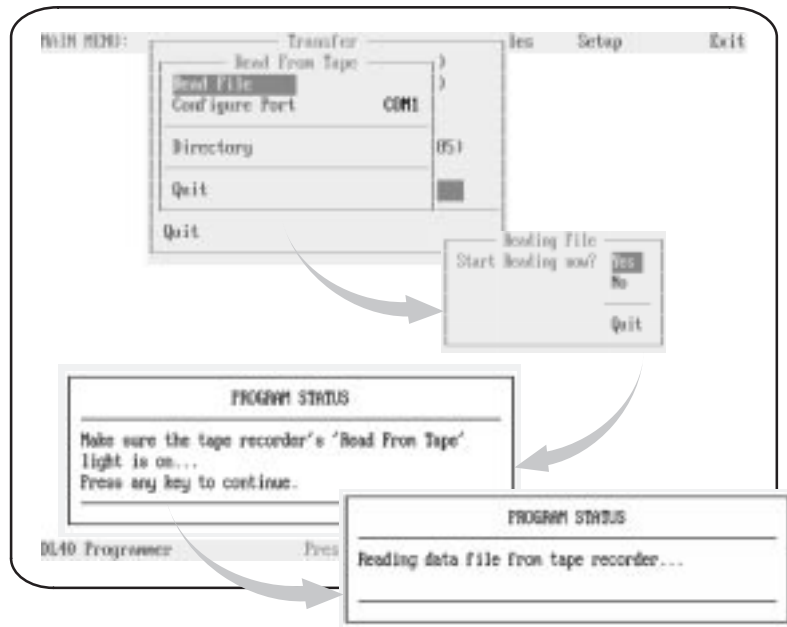 MAIN MENU: Transfer les Setup Exit
Read From Tape )
Read File )
Configure Port COM1
Directory 05)
Quit
Quit
Reading File
Start Reading now? Yes
No
Quit
PROGRAM STATUS
Make sure the tape recorder's 'Read From Tape'
light is on...
Press any key to continue.
PROGRAM STATUS
Reading data file from tape recorder...
DL40 Programmer Pres